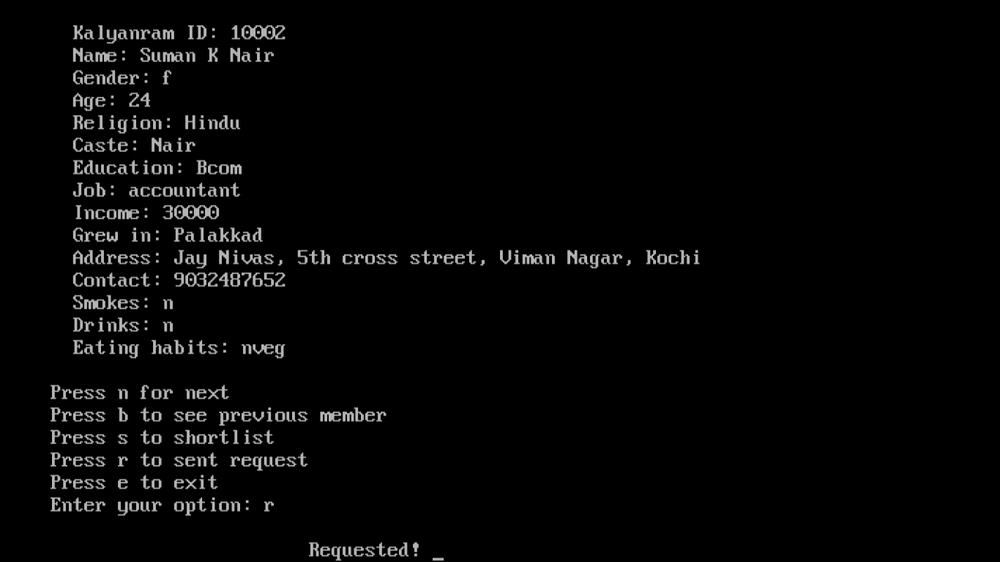 Kalyanram ID: 10002
Name: Suman K Nair
Gender: f
Age: 24
Religion: Hindu
Caste: Nair
Education: Bcom
Job: accountant
Income: 30000
Grew in: Palakkad
Address: Jay Nivas, 5th cross street, Viman Nagar, Kochi
Contact: 9032487652
Smokes: n
Drinks: n
Eating habits: nveg
Press n for next
Press b to see previous member
Press s to shortlist
Press r to sent request
Press e to exit
Enter your option: r
Requested! _